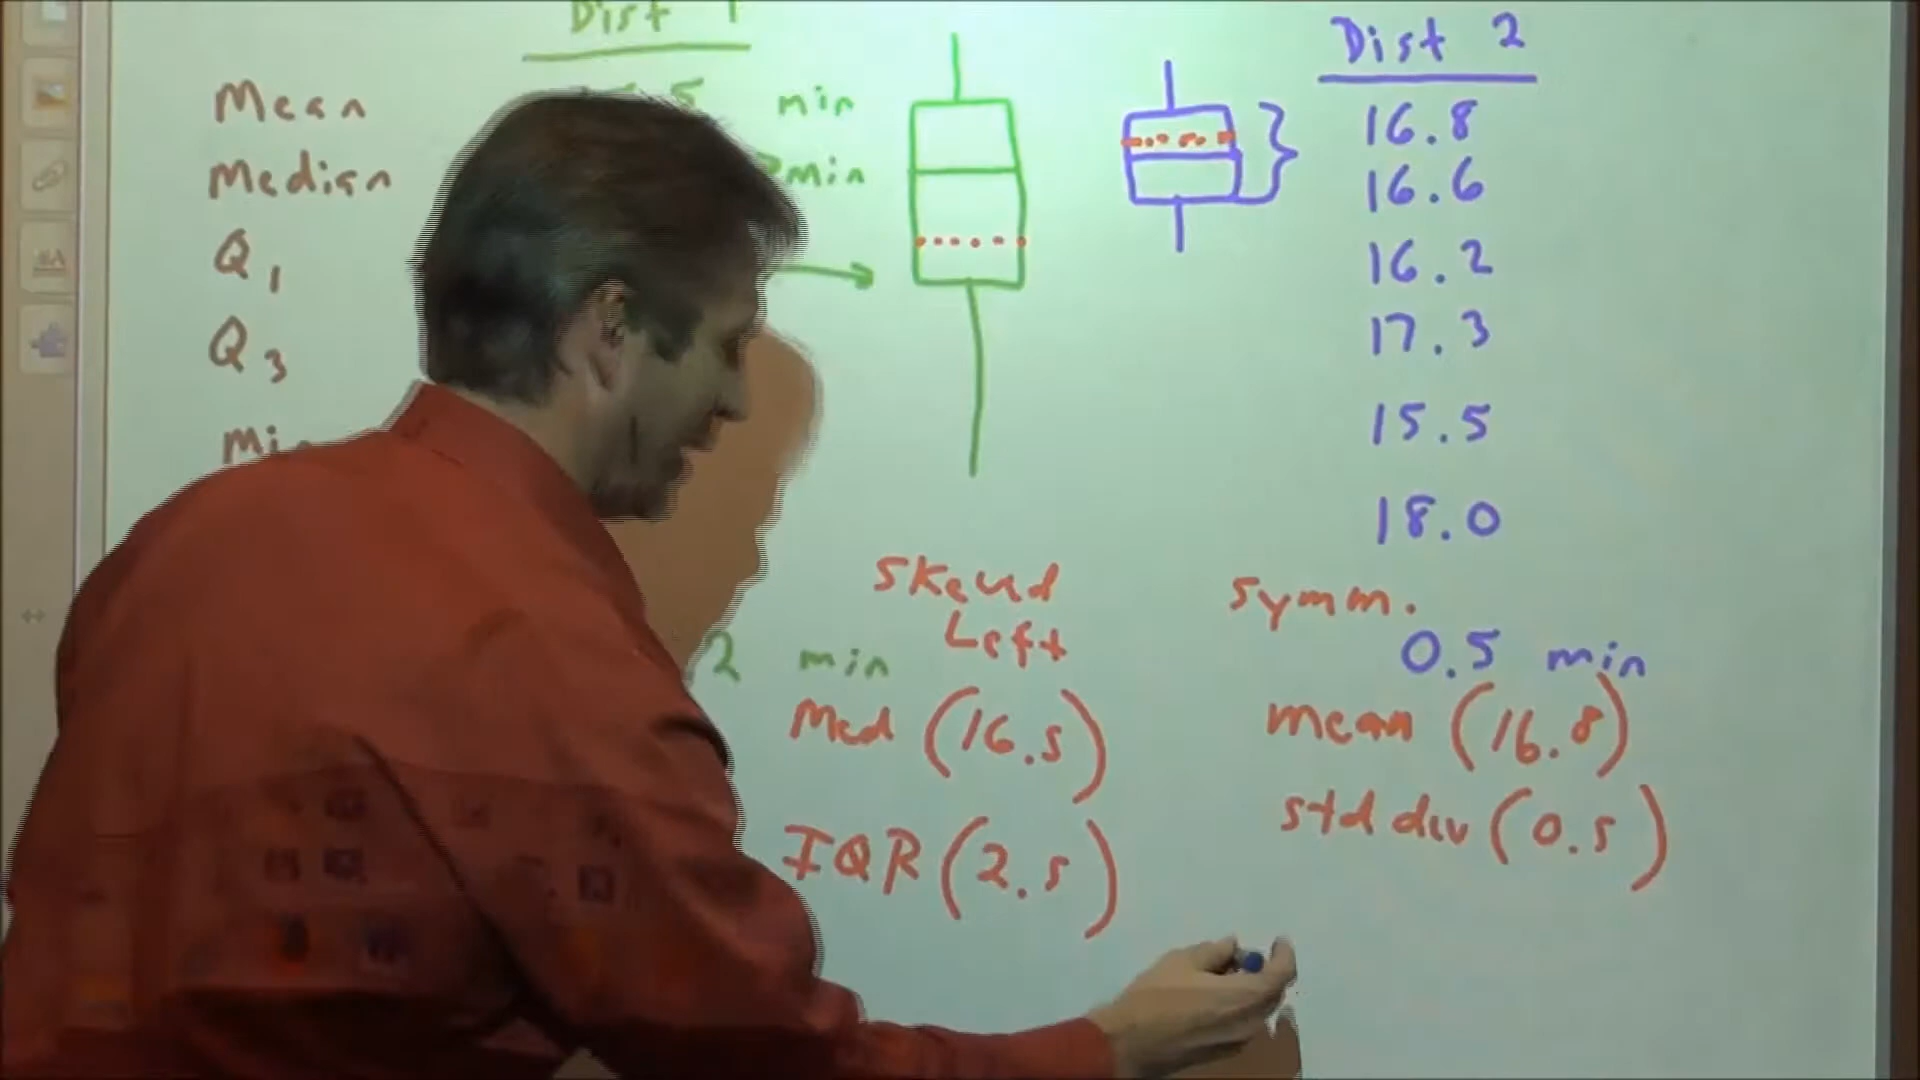 Dist 1
Dist 2
Mean
min
16.8
Median
min
16.6
Q1
16.2
Q3
17.3
15.5
18.0
Skewd
Left
Symm.
2 min
0.5 min
Med (16.5)
mean (16.8)
IQR (2.5)
std dev (0.5)